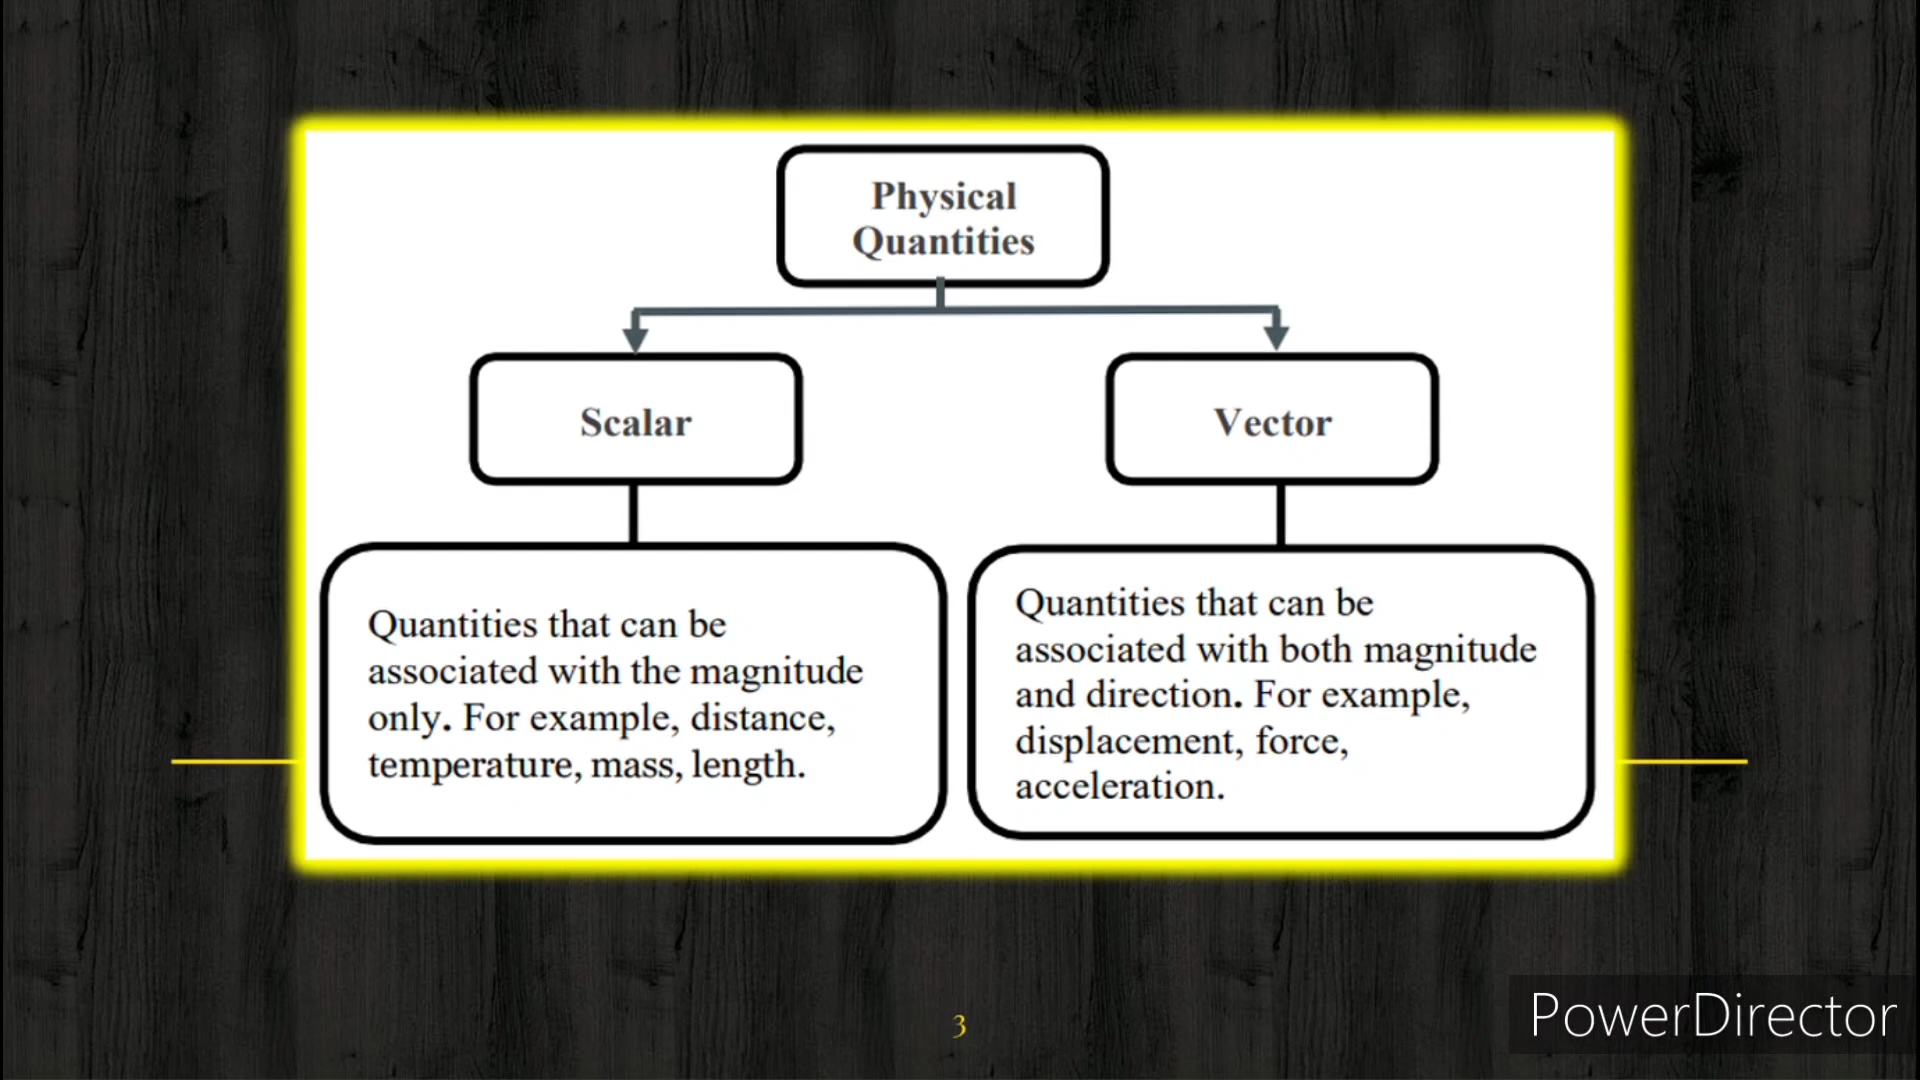 Physical
Quantities
Scalar
Vector
Quantities that can be
associated with the magnitude
only. For example, distance,
temperature, mass, length.
Quantities that can be
associated with both magnitude
and direction. For example,
displacement, force,
acceleration.
3
PowerDirector